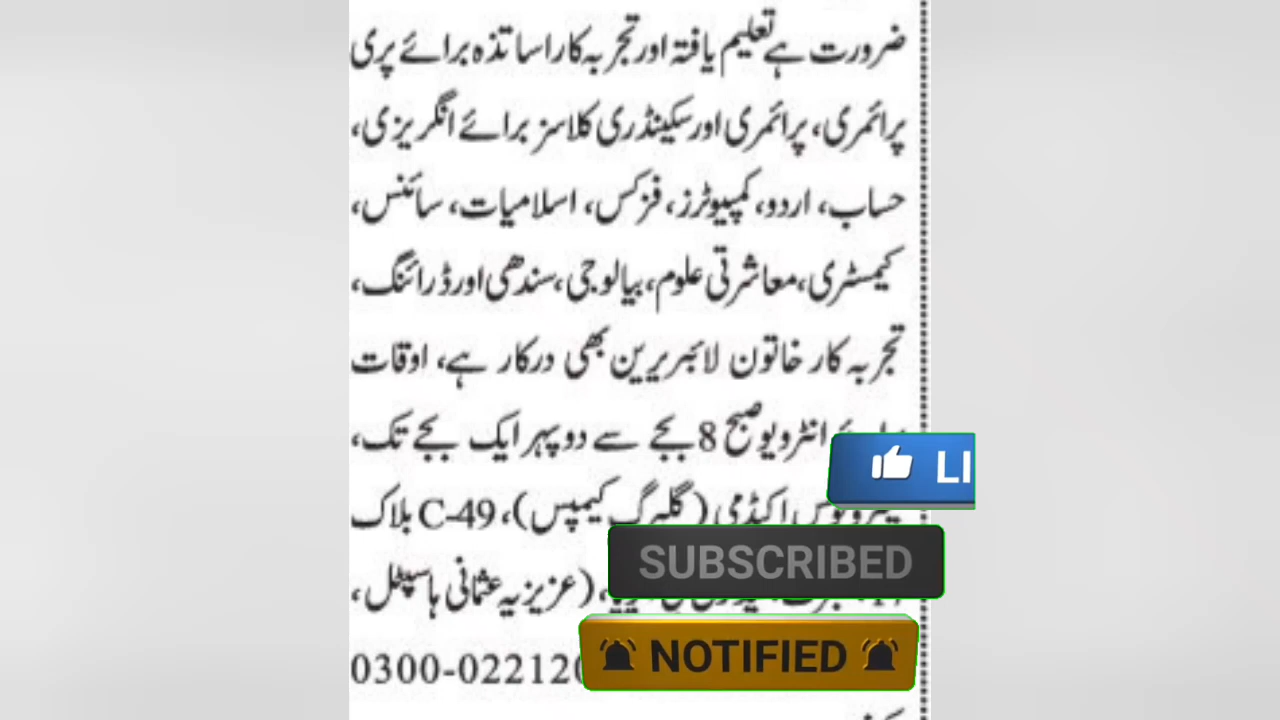 ضرورت ہے تعلیم یافتہ اور تجربہ کار اساتذہ برائے پری
پرائمری، پرائمری اور سکینڈری کلاسز برائے انگریزی،
حساب، اردو، کمپیوٹرز، فزکس، اسلامیات، سائنس،
کیمسٹری، معاشرتی علوم، بیالوجی، سندھی اور ڈرائنگ،
تجربہ کار خاتون لائبریرین بھی درکار ہے، اوقات
انٹرویو صبح 8 بجے سے دوپہر ایک بجے تک،
اکیڈمی (گلبرگ کیمپس)، C-49 بلاک
(عزیزیہ عثمانی ہاسپٹل،
0300-02212
LI
SUBSCRIBED
NOTIFIED